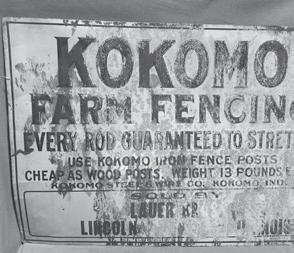 KOKOMO
FARM FENCING
EVERY ROD GUARANTEED TO STRET
USE KOKOMO IRON FENCE POSTS
CHEAP AS WOOD POSTS. WEIGHT 13 POUNDS E
KOKOMO STEEL & WIRE CO. KOKOMO, IND.
SOLD BY
LAUER BR
LINCOLN